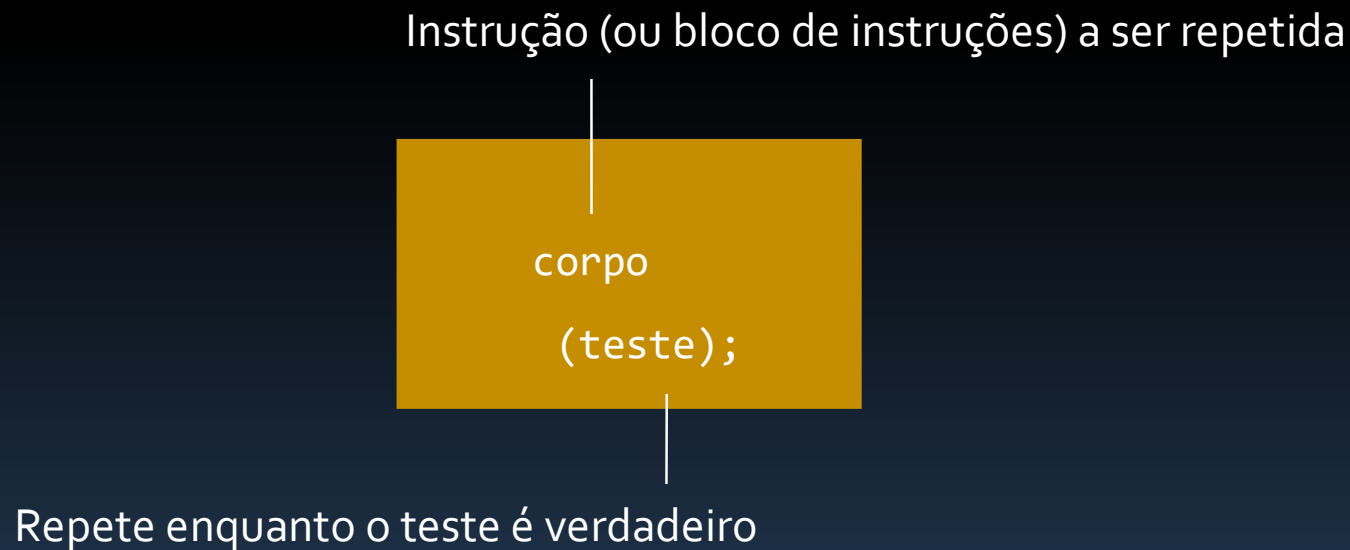 Instrução (ou bloco de instruções) a ser repetida
corpo
(teste);
Repete enquanto o teste é verdadeiro